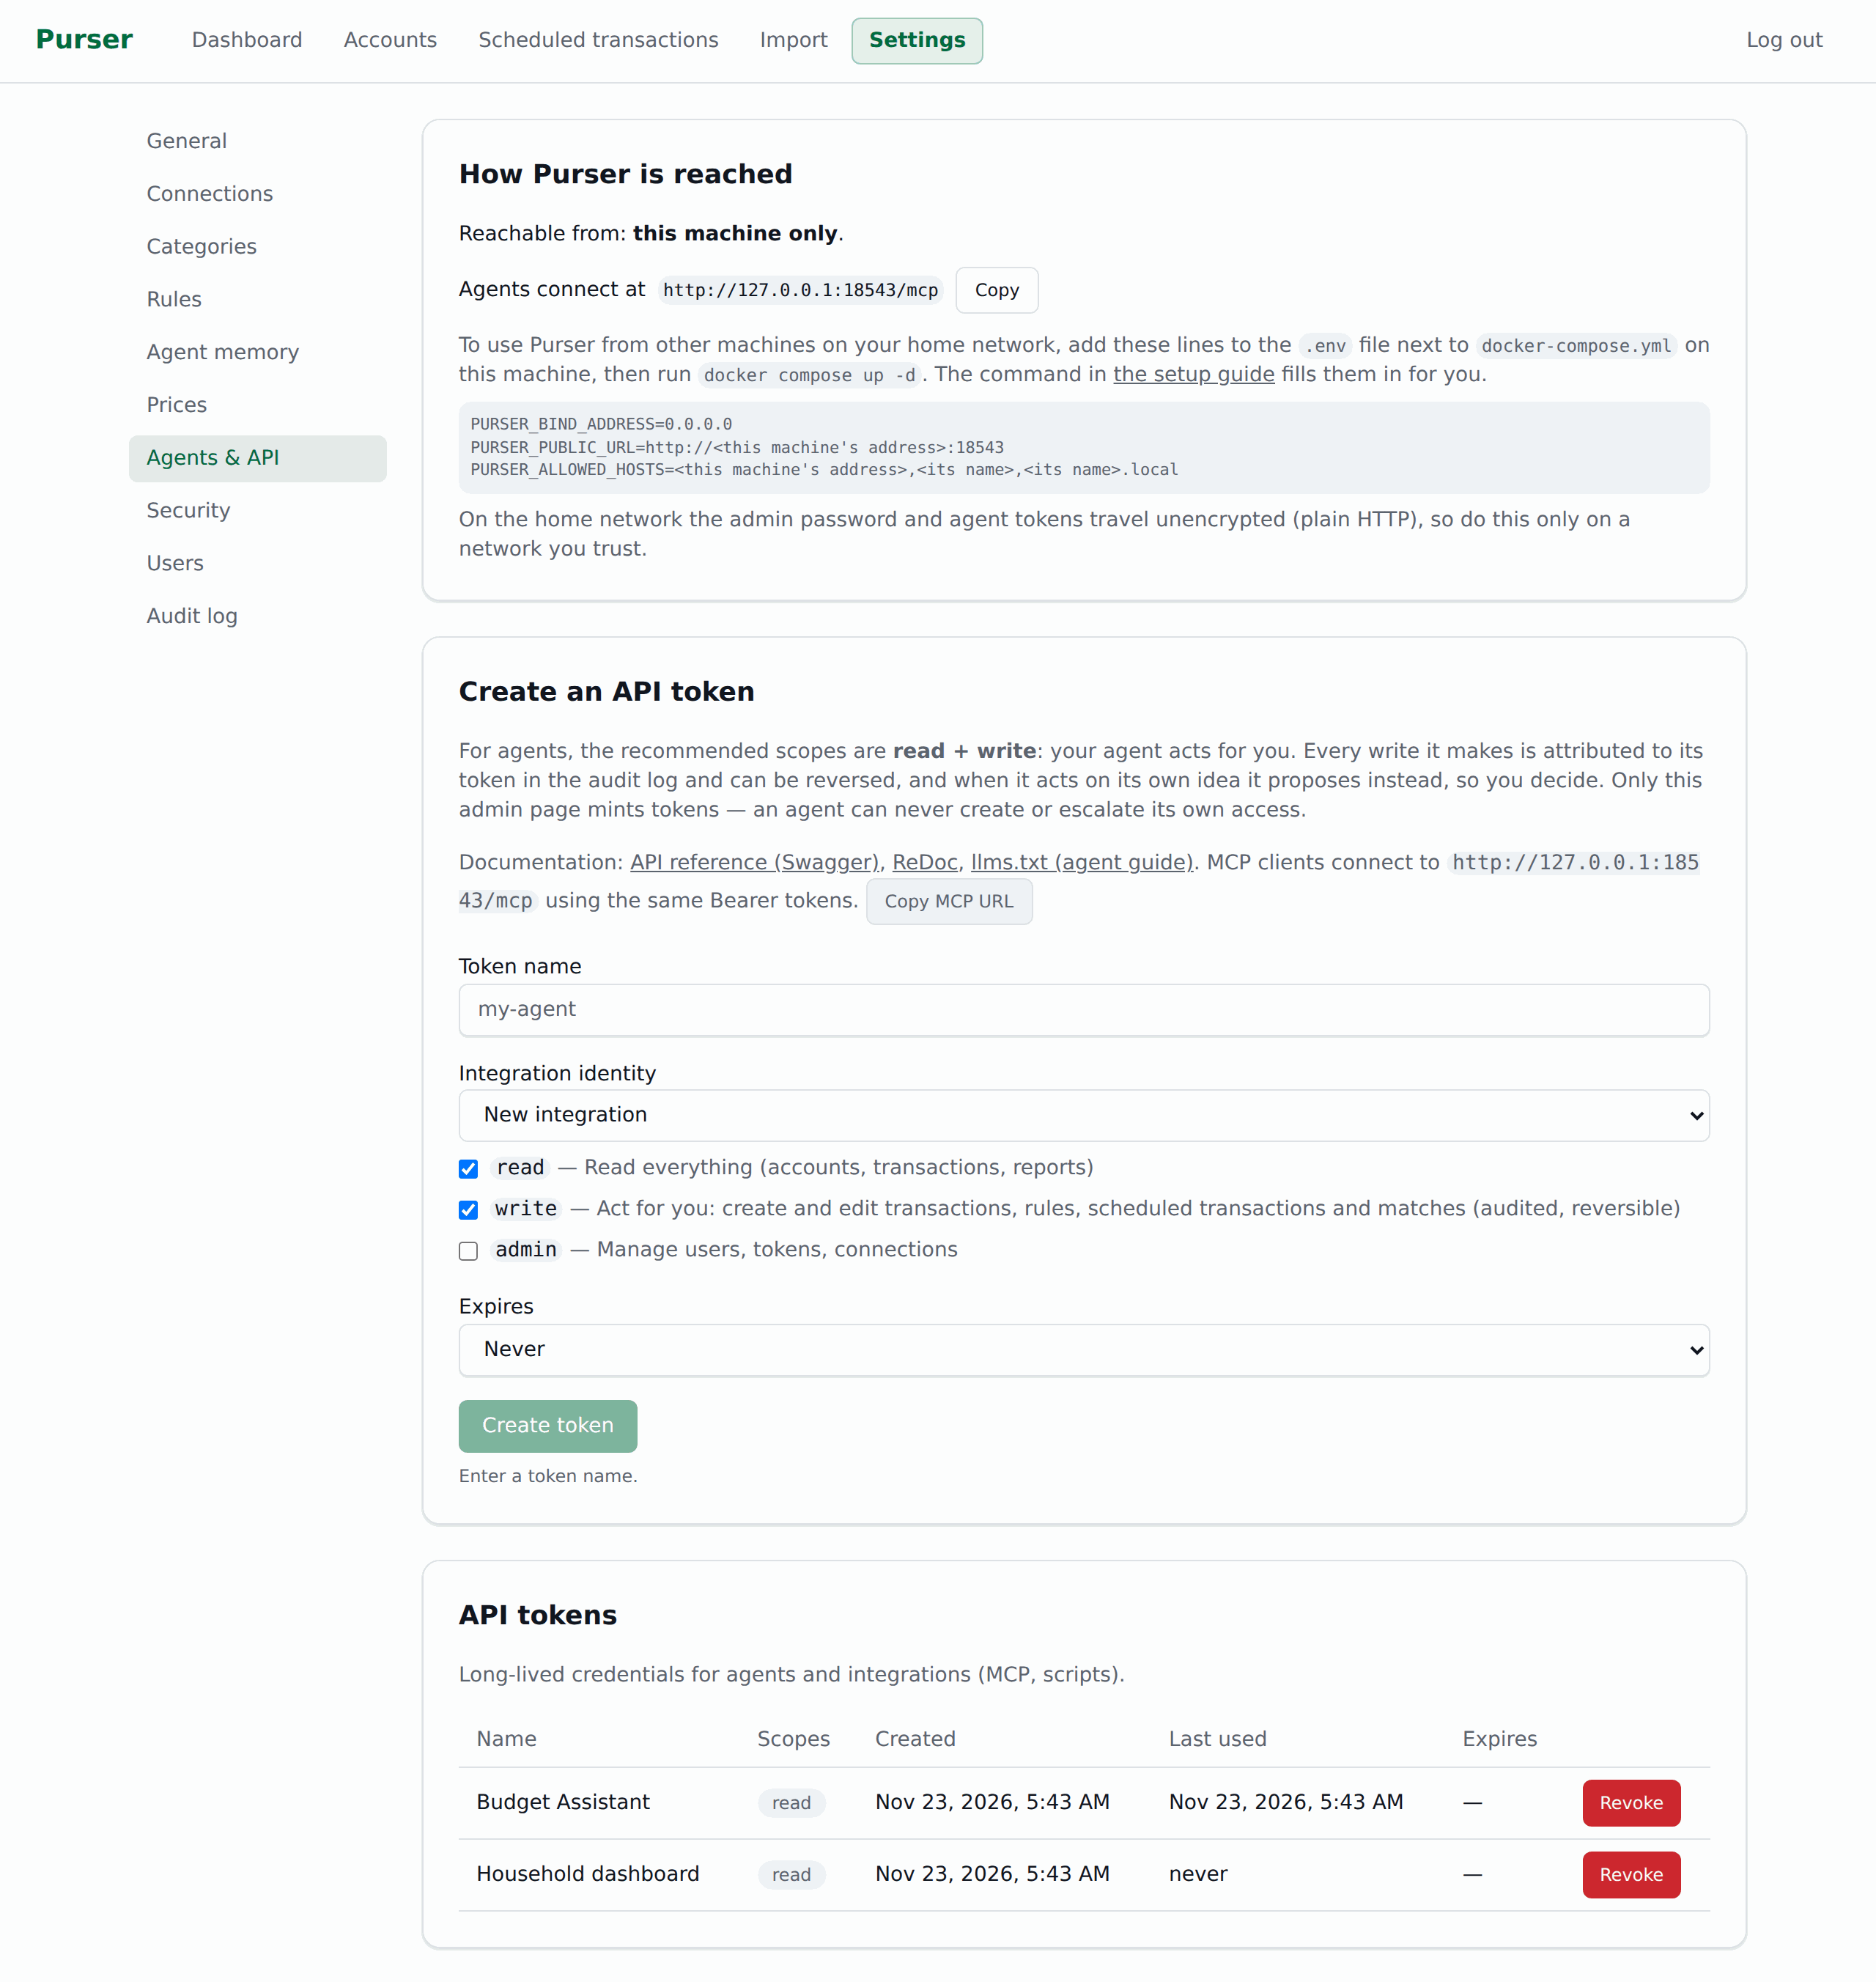 Purser Dashboard Accounts Scheduled transactions Import Settings Log out
General
Connections
Categories
Rules
Agent memory
Prices
Agents & API
Security
Users
Audit log
How Purser is reached
Reachable from: this machine only.
Agents connect at http://127.0.0.1:18543/mcp Copy
To use Purser from other machines on your home network, add these lines to the .env file next to docker-compose.yml on
this machine, then run docker compose up -d. The command in the setup guide fills them in for you.
PURSER_BIND_ADDRESS=0.0.0.0
PURSER_PUBLIC_URL=http://<this machine's address>:18543
PURSER_ALLOWED_HOSTS=<this machine's address>,<its name>,<its name>.local
On the home network the admin password and agent tokens travel unencrypted (plain HTTP), so do this only on a
network you trust.
Create an API token
For agents, the recommended scopes are read + write: your agent acts for you. Every write it makes is attributed to its
token in the audit log and can be reversed, and when it acts on its own idea it proposes instead, so you decide. Only this
admin page mints tokens — an agent can never create or escalate its own access.
Documentation: API reference (Swagger), ReDoc, llms.txt (agent guide). MCP clients connect to http://127.0.0.1:185
43/mcp using the same Bearer tokens. Copy MCP URL
Token name
my-agent
Integration identity
New integration
read — Read everything (accounts, transactions, reports)
write — Act for you: create and edit transactions, rules, scheduled transactions and matches (audited, reversible)
admin — Manage users, tokens, connections
Expires
Never
Create token
Enter a token name.
API tokens
Long-lived credentials for agents and integrations (MCP, scripts).
Name Scopes Created Last used Expires
Budget Assistant read Nov 23, 2026, 5:43 AM Nov 23, 2026, 5:43 AM — Revoke
Household dashboard read Nov 23, 2026, 5:43 AM never — Revoke